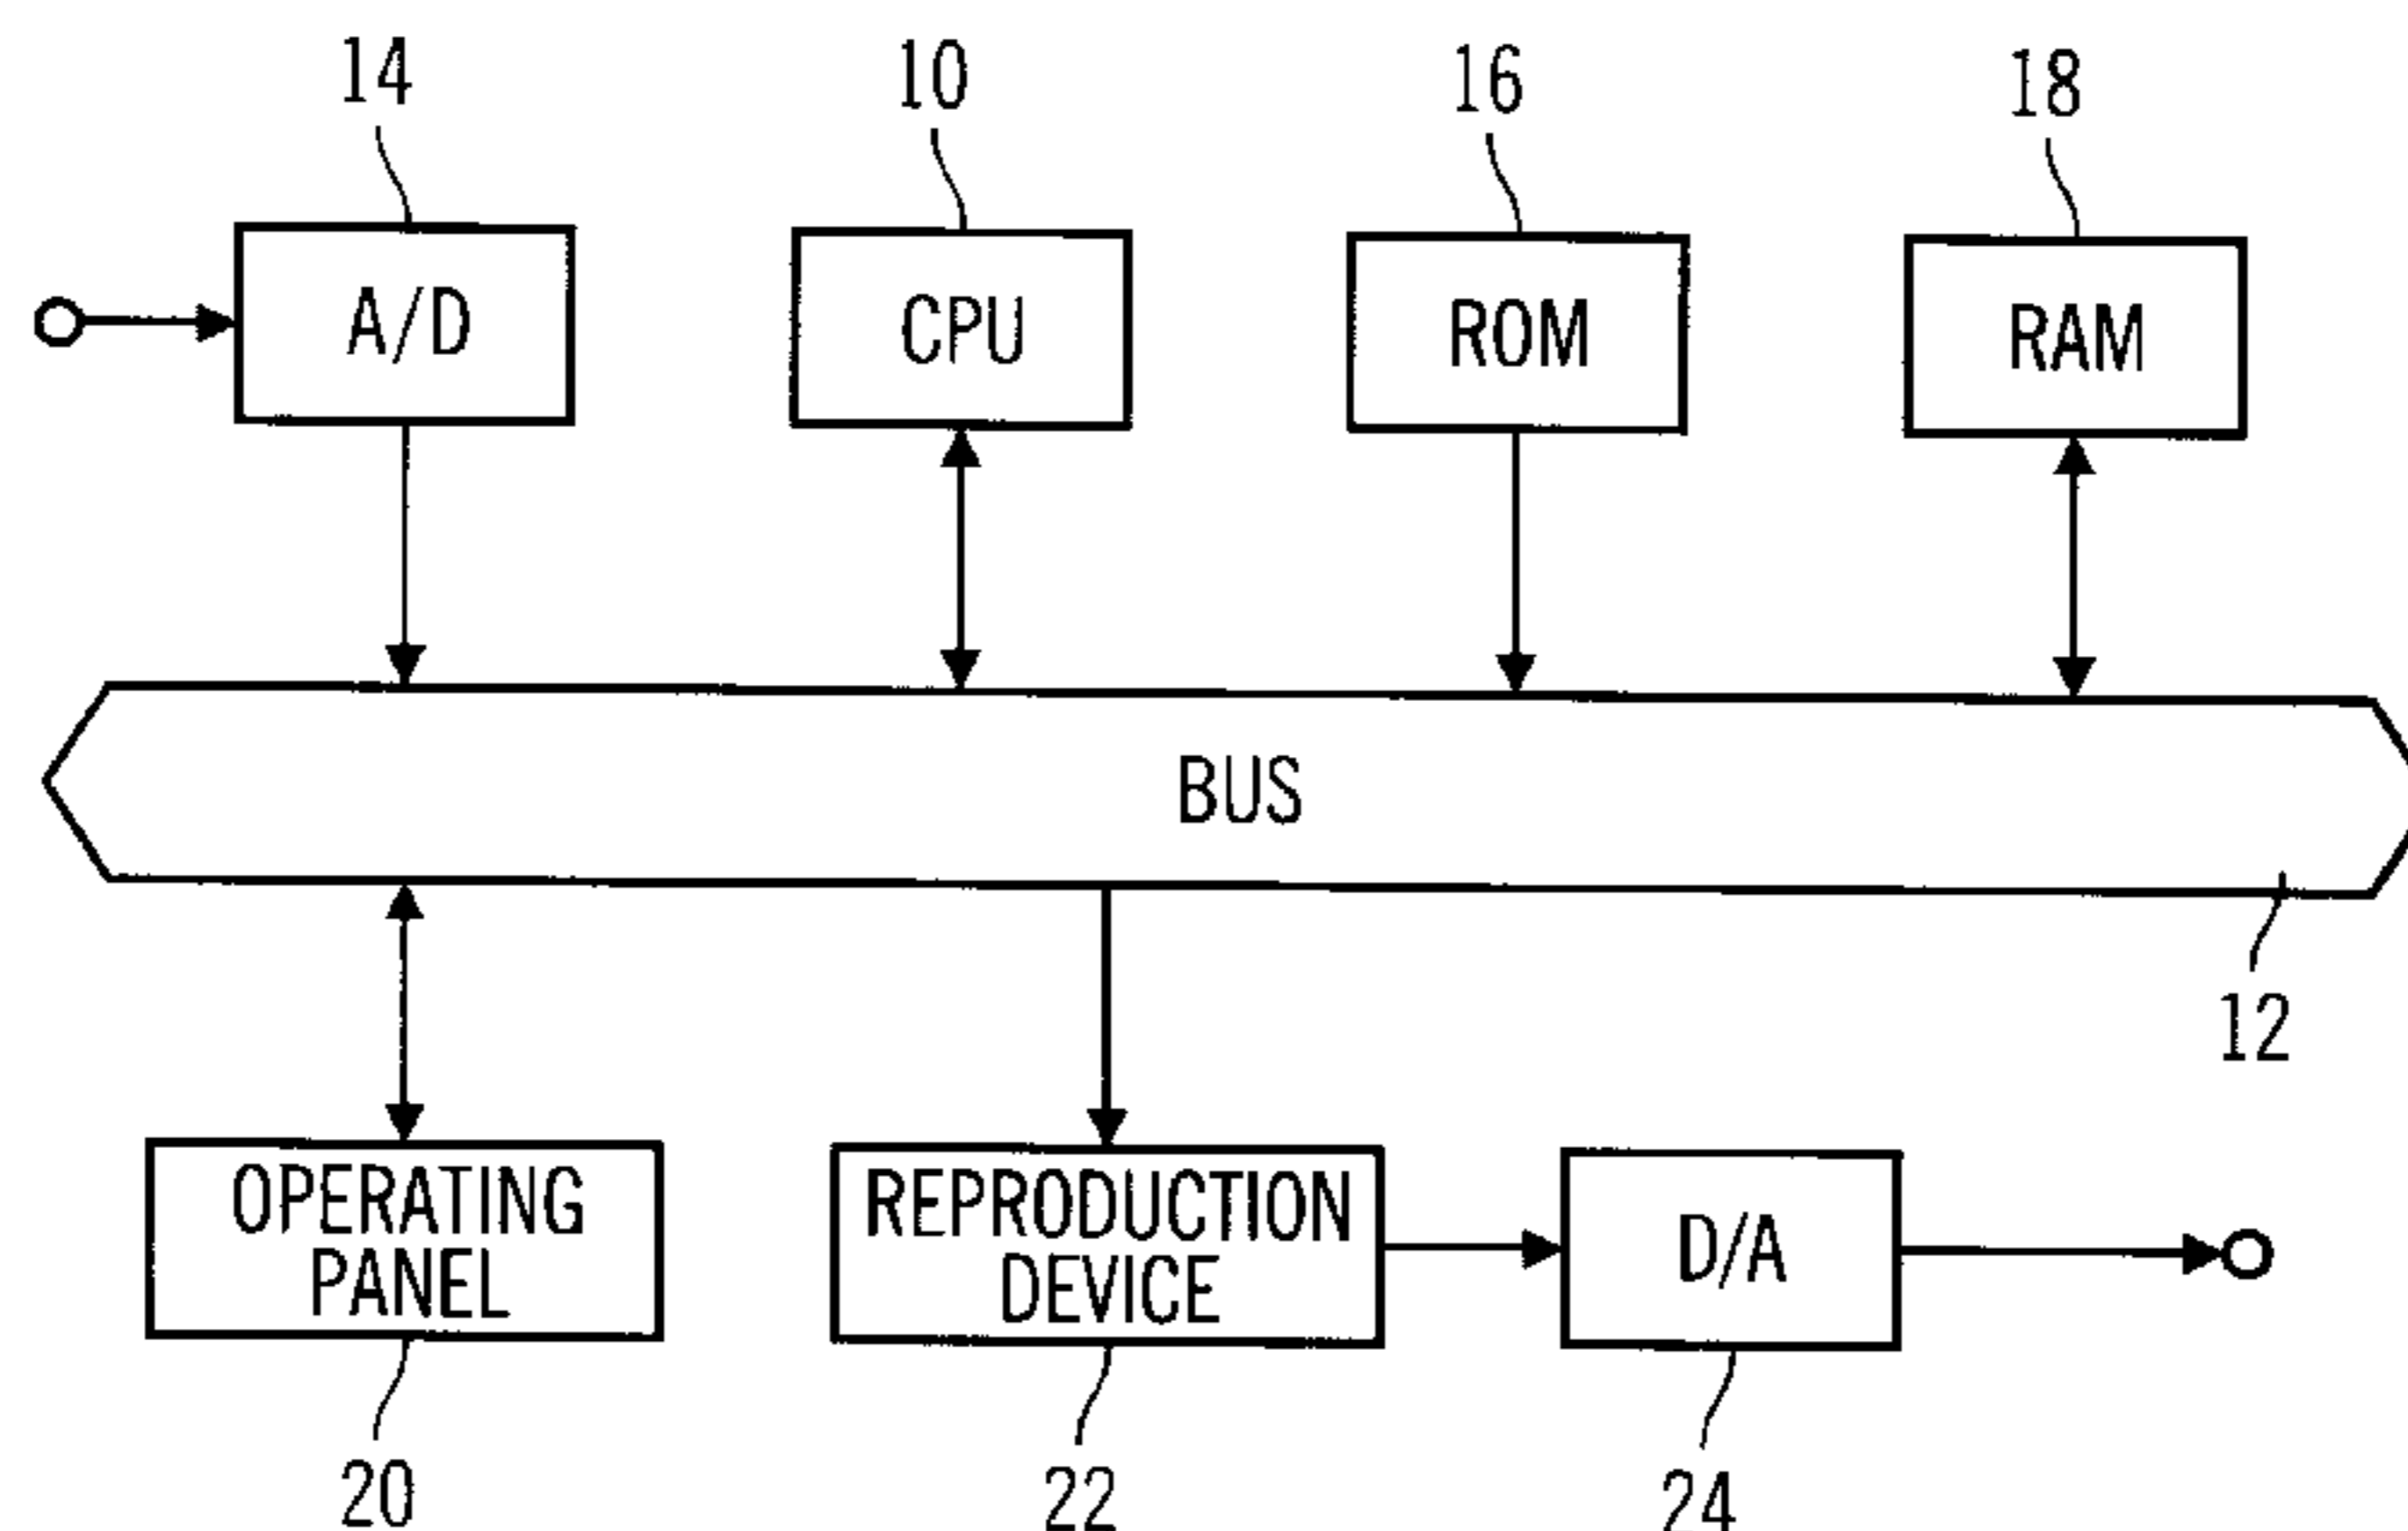 14
10
16
18
A/D
CPU
ROM
RAM
BUS
12
OPERATING
PANEL
REPRODUCTION
DEVICE
D/A
20
22
24